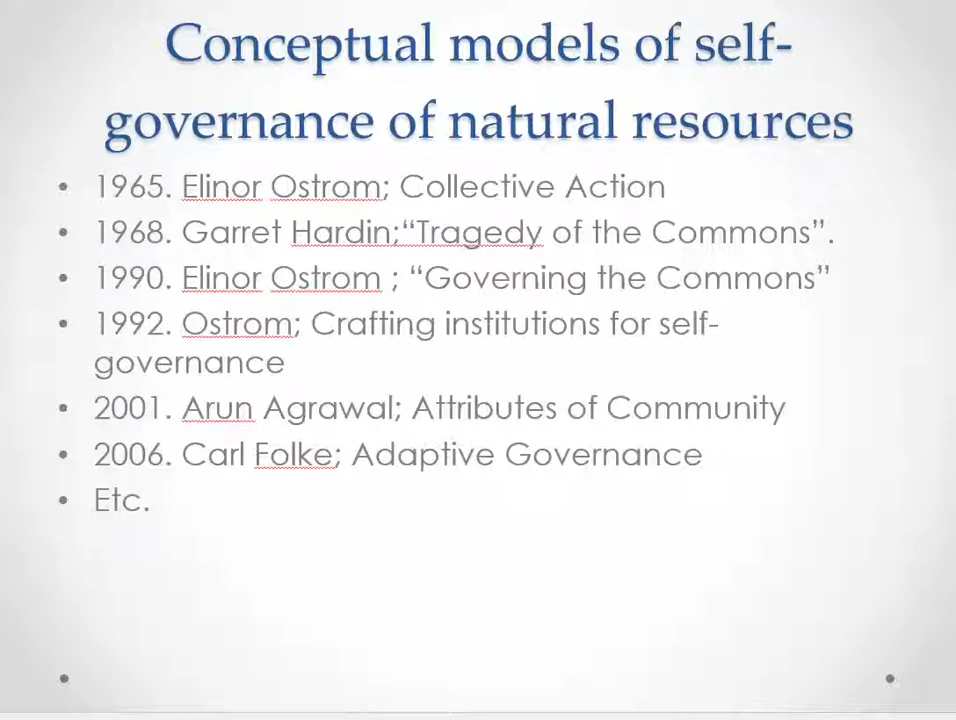 Conceptual models of self-
governance of natural resources
• 1965. Elinor Ostrom; Collective Action
• 1968. Garret Hardin;“Tragedy of the Commons”.
• 1990. Elinor Ostrom ; “Governing the Commons”
• 1992. Ostrom; Crafting institutions for self-
governance
• 2001. Arun Agrawal; Attributes of Community
• 2006. Carl Folke; Adaptive Governance
• Etc.